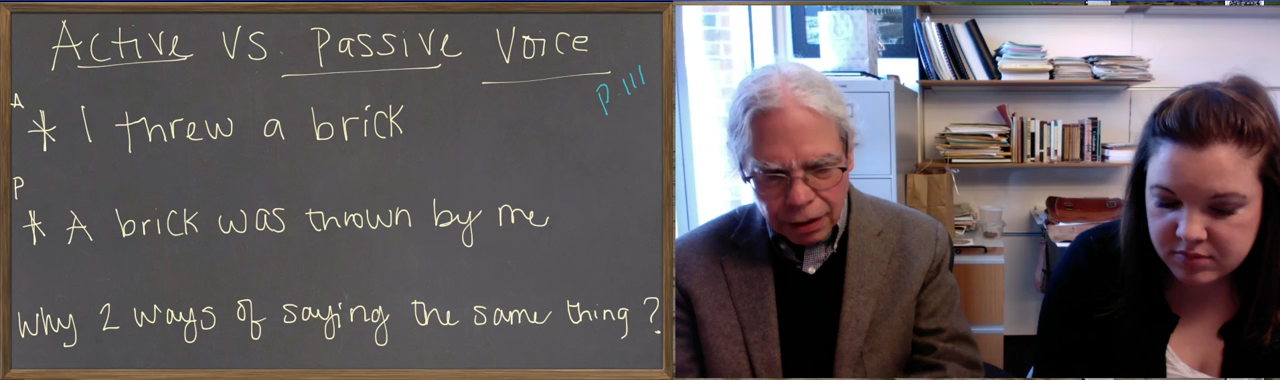 Active vs. Passive Voice
p. 111
A
* I threw a brick
P
* A brick was thrown by me
Why 2 ways of saying the same thing?